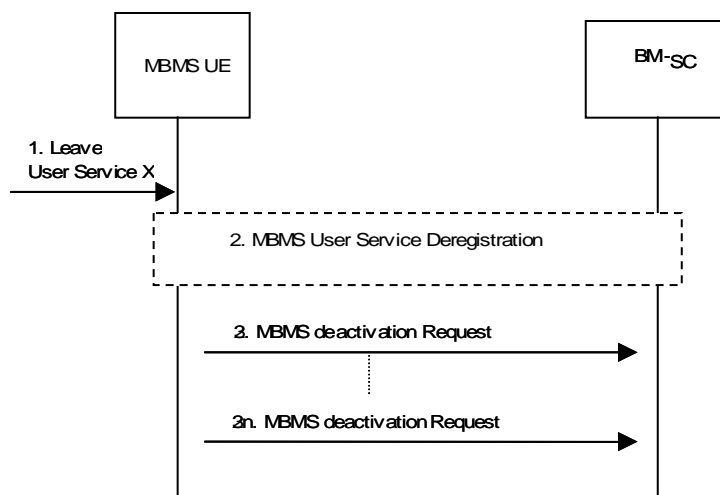 MBMS UE
BM-SC
1. Leave
User Service X
2. MBMS User Service Deregistration
3. MBMS deactivation Request
3n. MBMS deactivation Request